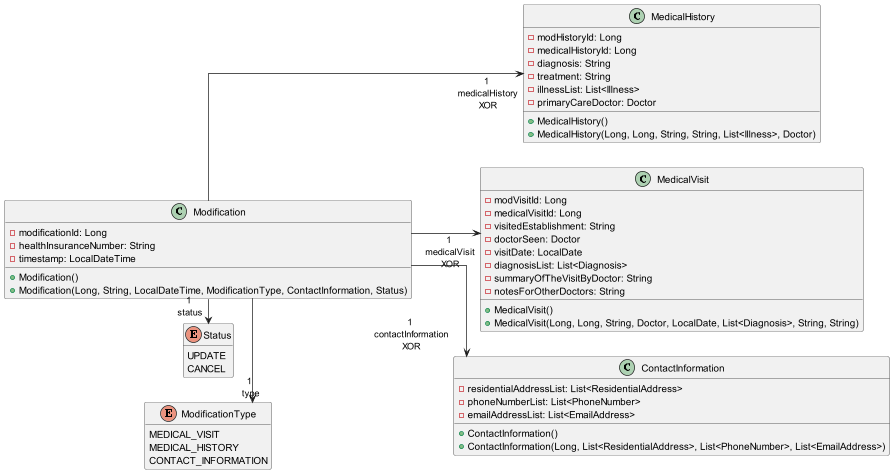 C MedicalHistory
modHistoryId: Long
medicalHistoryId: Long
diagnosis: String
treatment: String
illnessList: List<Illness>
primaryCareDoctor: Doctor
MedicalHistory()
MedicalHistory(Long, Long, String, String, List<Illness>, Doctor)
1
medicalHistory
XOR
C MedicalVisit
modVisitId: Long
medicalVisitId: Long
visitedEstablishment: String
doctorSeen: Doctor
visitDate: LocalDate
diagnosisList: List<Diagnosis>
summaryOfTheVisitByDoctor: String
notesForOtherDoctors: String
MedicalVisit()
MedicalVisit(Long, Long, String, Doctor, LocalDate, List<Diagnosis>, String, String)
C Modification
modificationId: Long
healthInsuranceNumber: String
timestamp: LocalDateTime
Modification()
Modification(Long, String, LocalDateTime, ModificationType, ContactInformation, Status)
1
medicalVisit
XOR
1
status
E Status
UPDATE
CANCEL
1
contactInformation
XOR
C ContactInformation
residentialAddressList: List<ResidentialAddress>
phoneNumberList: List<PhoneNumber>
emailAddressList: List<EmailAddress>
ContactInformation()
ContactInformation(Long, List<ResidentialAddress>, List<PhoneNumber>, List<EmailAddress>)
1
type
E ModificationType
MEDICAL_VISIT
MEDICAL_HISTORY
CONTACT_INFORMATION